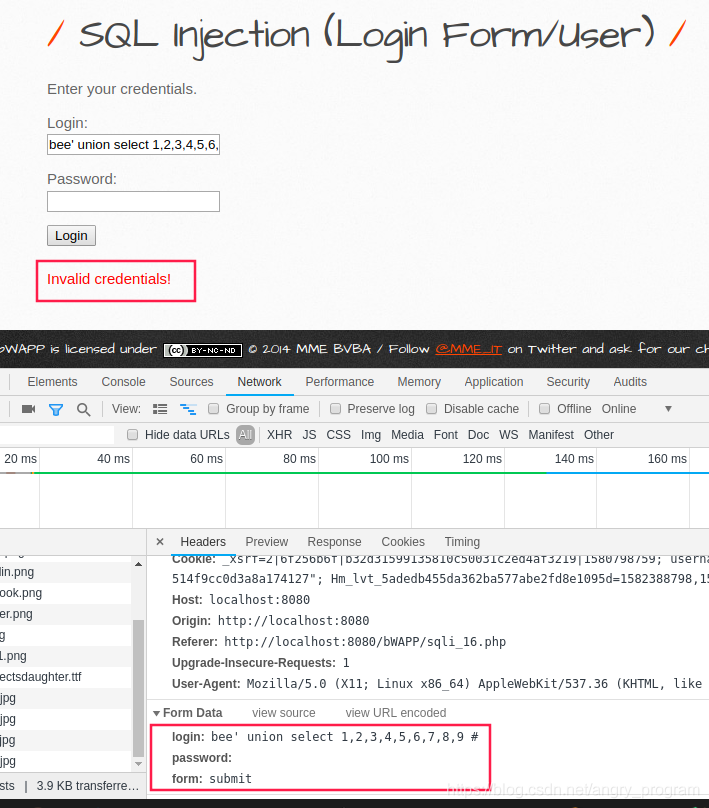 / SQL Injection (Login Form/User) /
Enter your credentials.
Login:
bee' union select 1,2,3,4,5,6,
Password:
Login
Invalid credentials!
bWAPP is licensed under (cc) BY-NC-ND © 2014 MME BVBA / Follow @MME_IT on Twitter and ask for our ch
Elements Console Sources Network Performance Memory Application Security Audits
View: Group by frame Preserve log Disable cache Offline Online
Hide data URLs All XHR JS CSS Img Media Font Doc WS Manifest Other
20 ms 40 ms 60 ms 80 ms 100 ms 120 ms 140 ms 160 ms
× Headers Preview Response Cookies Timing
Cookie: _xsrf=2|6f256b6f|b32d31599135810c50031c2ed4af3219|1580798759; userna
514f9cc0d3a8a174127"; Hm_lvt_5adedb455da362ba577abe2fd8e1095d=1582388798,15
Host: localhost:8080
Origin: http://localhost:8080
Referer: http://localhost:8080/bWAPP/sqli_16.php
Upgrade-Insecure-Requests: 1
User-Agent: Mozilla/5.0 (X11; Linux x86_64) AppleWebKit/537.36 (KHTML, like
Form Data view source view URL encoded
login: bee' union select 1,2,3,4,5,6,7,8,9 #
password:
form: submit
din.png
ook.png
er.png
g
1.png
ectsdaughter.ttf
jpg
jpg
jpg
jpg
sts | 3.9 KB transferre…
https://blog.csdn.net/angry_program